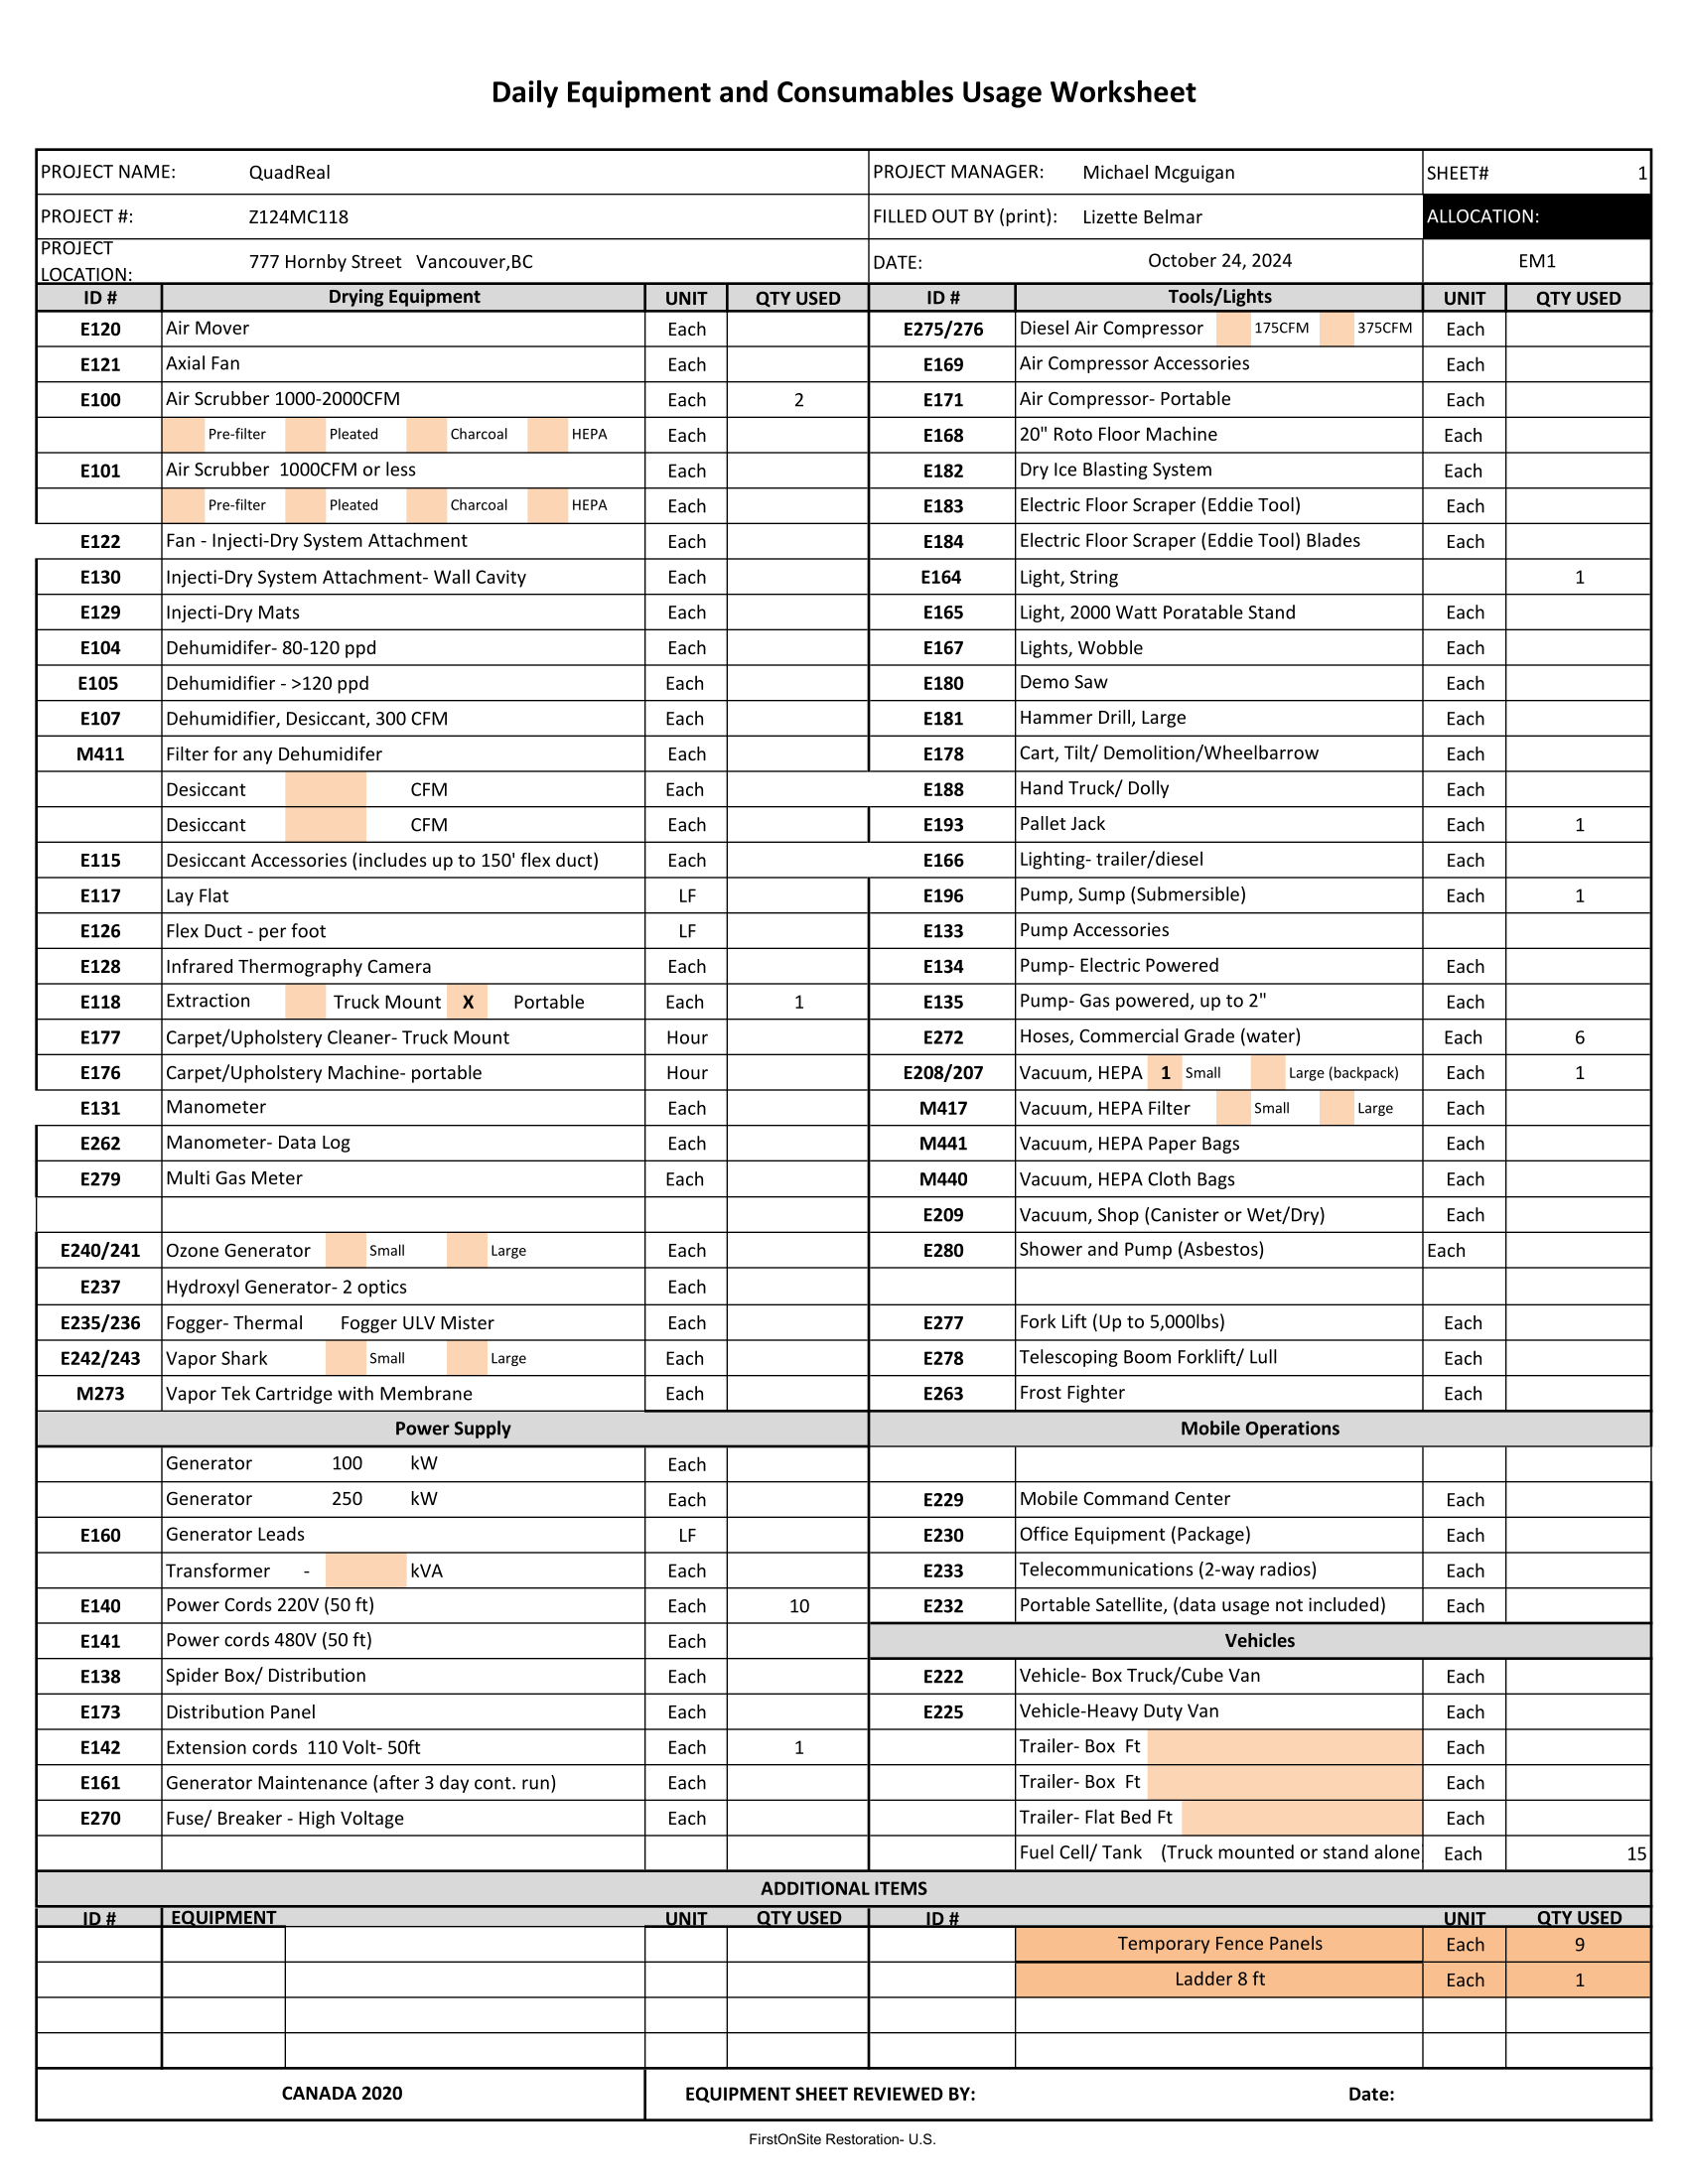 Daily Equipment and Consumables Usage Worksheet
PROJECT NAME: QuadReal PROJECT MANAGER: Michael Mcguigan SHEET# 1
PROJECT #: Z124MC118 FILLED OUT BY (print): Lizette Belmar ALLOCATION:
PROJECT LOCATION: 777 Hornby Street Vancouver,BC DATE: October 24, 2024 EM1
ID # Drying Equipment UNIT QTY USED ID # Tools/Lights UNIT QTY USED
E120 Air Mover Each E275/276 Diesel Air Compressor 175CFM 375CFM Each
E121 Axial Fan Each E169 Air Compressor Accessories Each
E100 Air Scrubber 1000-2000CFM Each 2 E171 Air Compressor- Portable Each
Pre-filter Pleated Charcoal HEPA Each E168 20" Roto Floor Machine Each
E101 Air Scrubber 1000CFM or less Each E182 Dry Ice Blasting System Each
Pre-filter Pleated Charcoal HEPA Each E183 Electric Floor Scraper (Eddie Tool) Each
E122 Fan - Injecti-Dry System Attachment Each E184 Electric Floor Scraper (Eddie Tool) Blades Each
E130 Injecti-Dry System Attachment- Wall Cavity Each E164 Light, String 1
E129 Injecti-Dry Mats Each E165 Light, 2000 Watt Poratable Stand Each
E104 Dehumidifer- 80-120 ppd Each E167 Lights, Wobble Each
E105 Dehumidifier - >120 ppd Each E180 Demo Saw Each
E107 Dehumidifier, Desiccant, 300 CFM Each E181 Hammer Drill, Large Each
M411 Filter for any Dehumidifer Each E178 Cart, Tilt/ Demolition/Wheelbarrow Each
Desiccant CFM Each E188 Hand Truck/ Dolly Each
Desiccant CFM Each E193 Pallet Jack Each 1
E115 Desiccant Accessories (includes up to 150' flex duct) Each E166 Lighting- trailer/diesel Each
E117 Lay Flat LF E196 Pump, Sump (Submersible) Each 1
E126 Flex Duct - per foot LF E133 Pump Accessories
E128 Infrared Thermography Camera Each E134 Pump- Electric Powered Each
E118 Extraction Truck Mount X Portable Each 1 E135 Pump- Gas powered, up to 2" Each
E177 Carpet/Upholstery Cleaner- Truck Mount Hour E272 Hoses, Commercial Grade (water) Each 6
E176 Carpet/Upholstery Machine- portable Hour E208/207 Vacuum, HEPA 1 Small Large (backpack) Each 1
E131 Manometer Each M417 Vacuum, HEPA Filter Small Large Each
E262 Manometer- Data Log Each M441 Vacuum, HEPA Paper Bags Each
E279 Multi Gas Meter Each M440 Vacuum, HEPA Cloth Bags Each
E209 Vacuum, Shop (Canister or Wet/Dry) Each
E240/241 Ozone Generator Small Large Each E280 Shower and Pump (Asbestos) Each
E237 Hydroxyl Generator- 2 optics Each
E235/236 Fogger- Thermal Fogger ULV Mister Each E277 Fork Lift (Up to 5,000lbs) Each
E242/243 Vapor Shark Small Large Each E278 Telescoping Boom Forklift/ Lull Each
M273 Vapor Tek Cartridge with Membrane Each E263 Frost Fighter Each
Power Supply Mobile Operations
Generator 100 kW Each
Generator 250 kW Each E229 Mobile Command Center Each
E160 Generator Leads LF E230 Office Equipment (Package) Each
Transformer - kVA Each E233 Telecommunications (2-way radios) Each
E140 Power Cords 220V (50 ft) Each 10 E232 Portable Satellite, (data usage not included) Each
E141 Power cords 480V (50 ft) Each Vehicles
E138 Spider Box/ Distribution Each E222 Vehicle- Box Truck/Cube Van Each
E173 Distribution Panel Each E225 Vehicle-Heavy Duty Van Each
E142 Extension cords 110 Volt- 50ft Each 1 Trailer- Box Ft Each
E161 Generator Maintenance (after 3 day cont. run) Each Trailer- Box Ft Each
E270 Fuse/ Breaker - High Voltage Each Trailer- Flat Bed Ft Each
Fuel Cell/ Tank (Truck mounted or stand alone Each 15
ADDITIONAL ITEMS
ID # EQUIPMENT UNIT QTY USED ID # UNIT QTY USED
Temporary Fence Panels Each 9
Ladder 8 ft Each 1
CANADA 2020 EQUIPMENT SHEET REVIEWED BY: Date:
FirstOnSite Restoration- U.S.